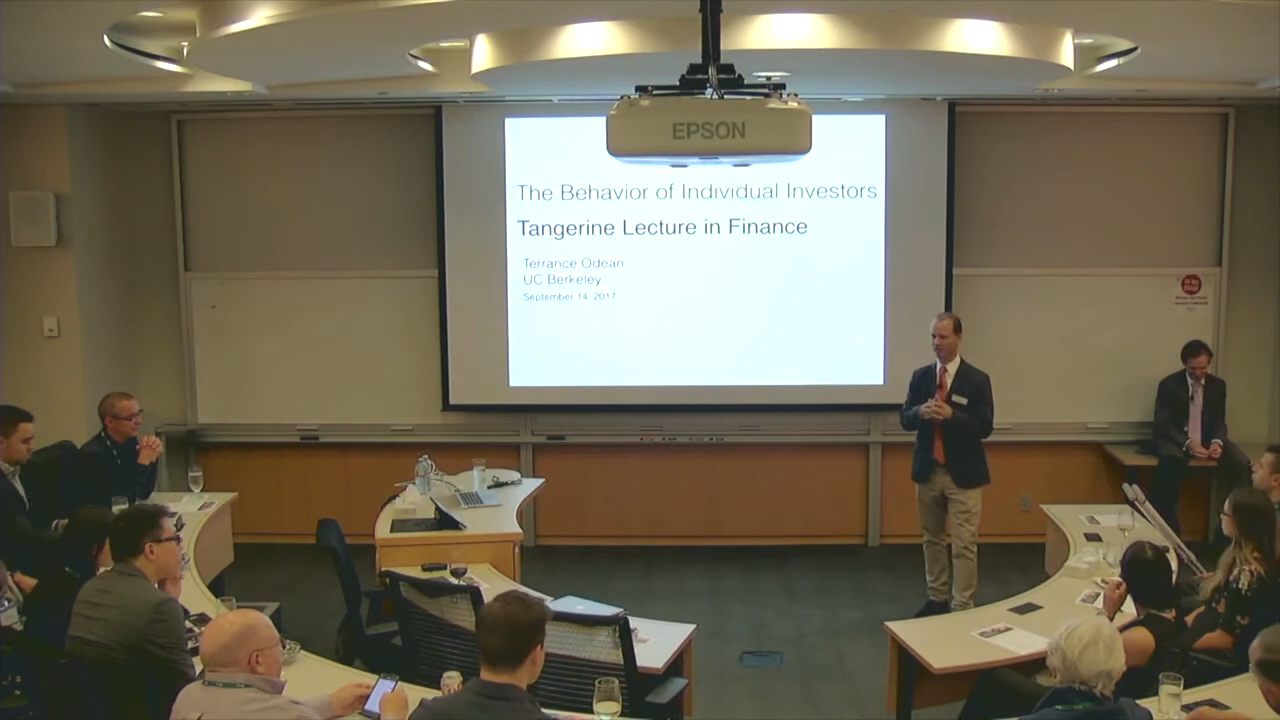 EPSON
The Behavior of Individual Investors
Tangerine Lecture in Finance
Terrance Odean
UC Berkeley
September 14, 2017